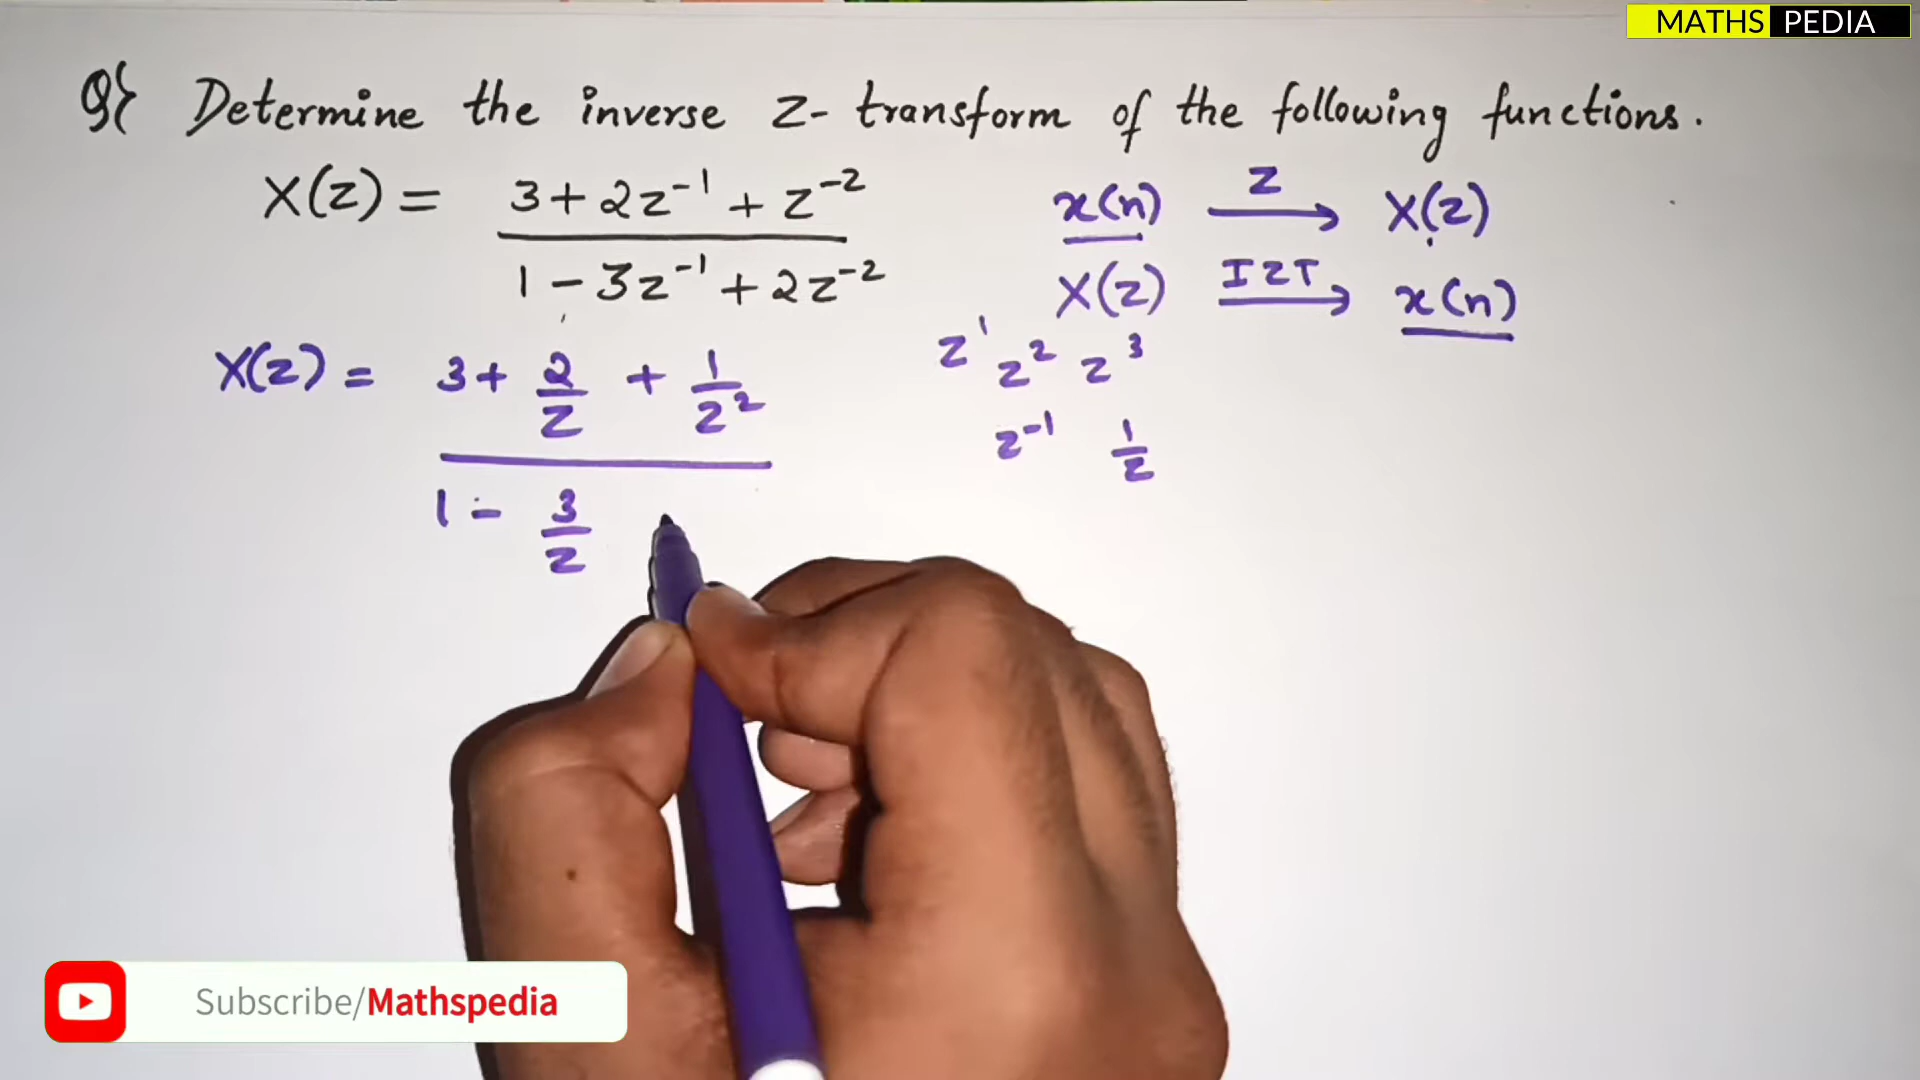 MATHS PEDIA
Q} Determine the inverse Z- transform of the following functions.
X(z) = 3 + 2z⁻¹ + z⁻² / 1 - 3z⁻¹ + 2z⁻²
x(n) Z→ X(z)
X(z) IZT→ x(n)
X(z) = 3 + 2/z + 1/z² / 1 - 3/z
z¹ z² z³
z⁻¹ 1/z
Subscribe/Mathspedia